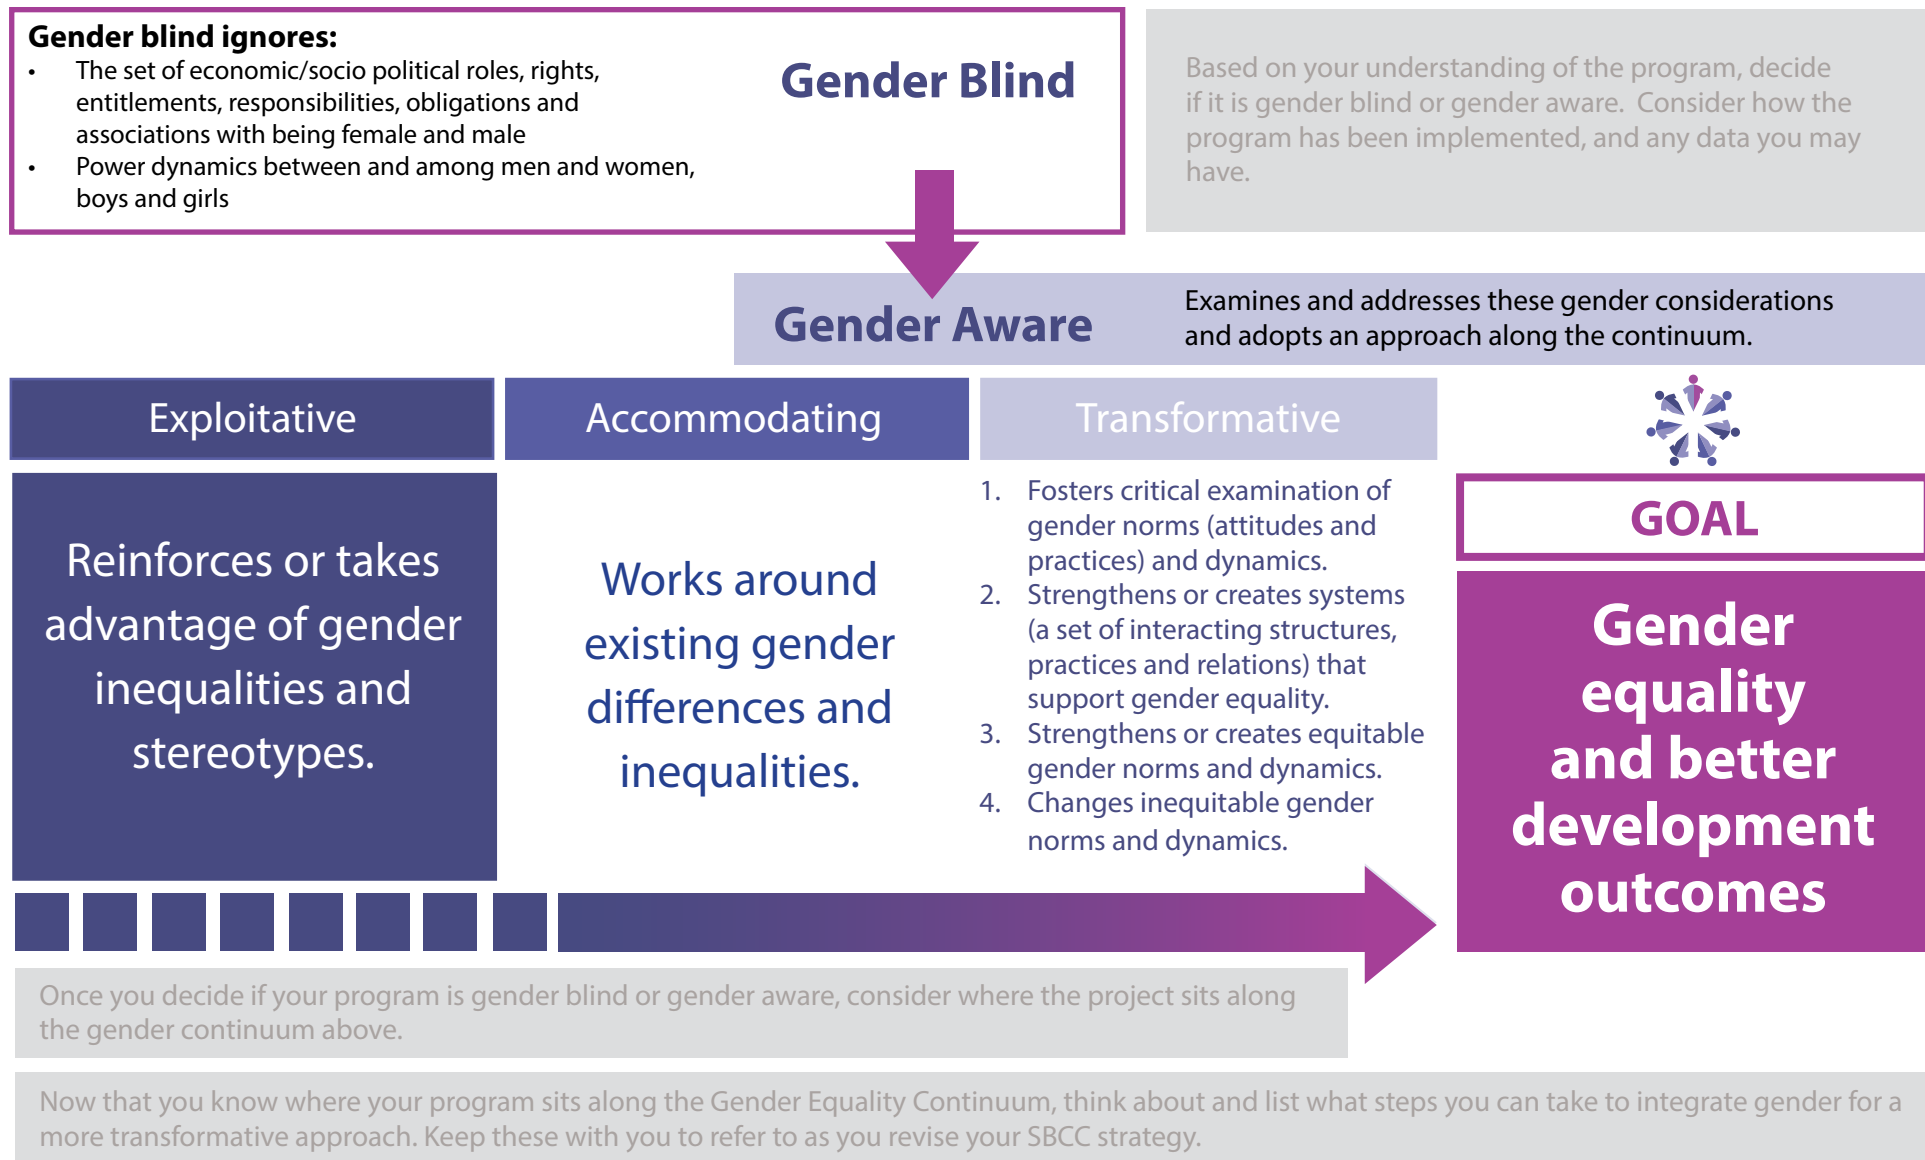 Gender blind ignores:
• The set of economic/socio political roles, rights,
entitlements, responsibilities, obligations and
associations with being female and male
• Power dynamics between and among men and women,
boys and girls
Gender Blind
Based on your understanding of the program, decide
if it is gender blind or gender aware. Consider how the
program has been implemented, and any data you may
have.
Gender Aware
Examines and addresses these gender considerations
and adopts an approach along the continuum.
Exploitative
Reinforces or takes
advantage of gender
inequalities and
stereotypes.
Accommodating
Works around
existing gender
differences and
inequalities.
Transformative
1. Fosters critical examination of
gender norms (attitudes and
practices) and dynamics.
2. Strengthens or creates systems
(a set of interacting structures,
practices and relations) that
support gender equality.
3. Strengthens or creates equitable
gender norms and dynamics.
4. Changes inequitable gender
norms and dynamics.
GOAL
Gender
equality
and better
development
outcomes
Once you decide if your program is gender blind or gender aware, consider where the project sits along
the gender continuum above.
Now that you know where your program sits along the Gender Equality Continuum, think about and list what steps you can take to integrate gender for a
more transformative approach. Keep these with you to refer to as you revise your SBCC strategy.